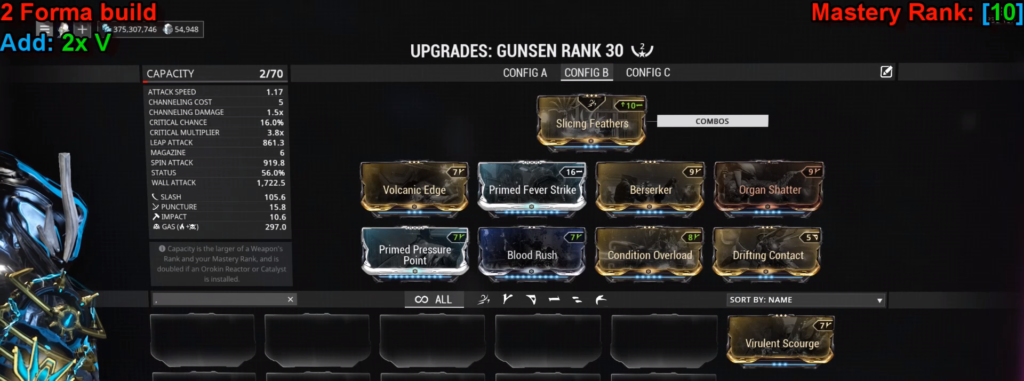 2 Forma build
Mastery Rank: [10]
375,307,746 54,948
Add: 2x V
UPGRADES: GUNSEN RANK 30 2
CAPACITY 2/70
CONFIG A CONFIG B CONFIG C
ATTACK SPEED 1.17
CHANNELING COST 5
CHANNELING DAMAGE 1.5x
CRITICAL CHANCE 16.0%
CRITICAL MULTIPLIER 3.8x
LEAP ATTACK 861.3
MAGAZINE 6
SPIN ATTACK 919.8
STATUS 56.0%
WALL ATTACK 1,722.5
SLASH 105.6
PUNCTURE 15.8
IMPACT 10.6
GAS ( + ) 297.0
Capacity is the larger of a Weapon's
Rank and your Mastery Rank, and is
doubled if an Orokin Reactor or Catalyst
is installed.
10
Slicing Feathers
COMBOS
7
Volcanic Edge
16
Primed Fever Strike
9
Berserker
9
Organ Shatter
7
Primed Pressure
Point
7
Blood Rush
8
Condition Overload
5
Drifting Contact
. ×
ALL
SORT BY: NAME
7
Virulent Scourge